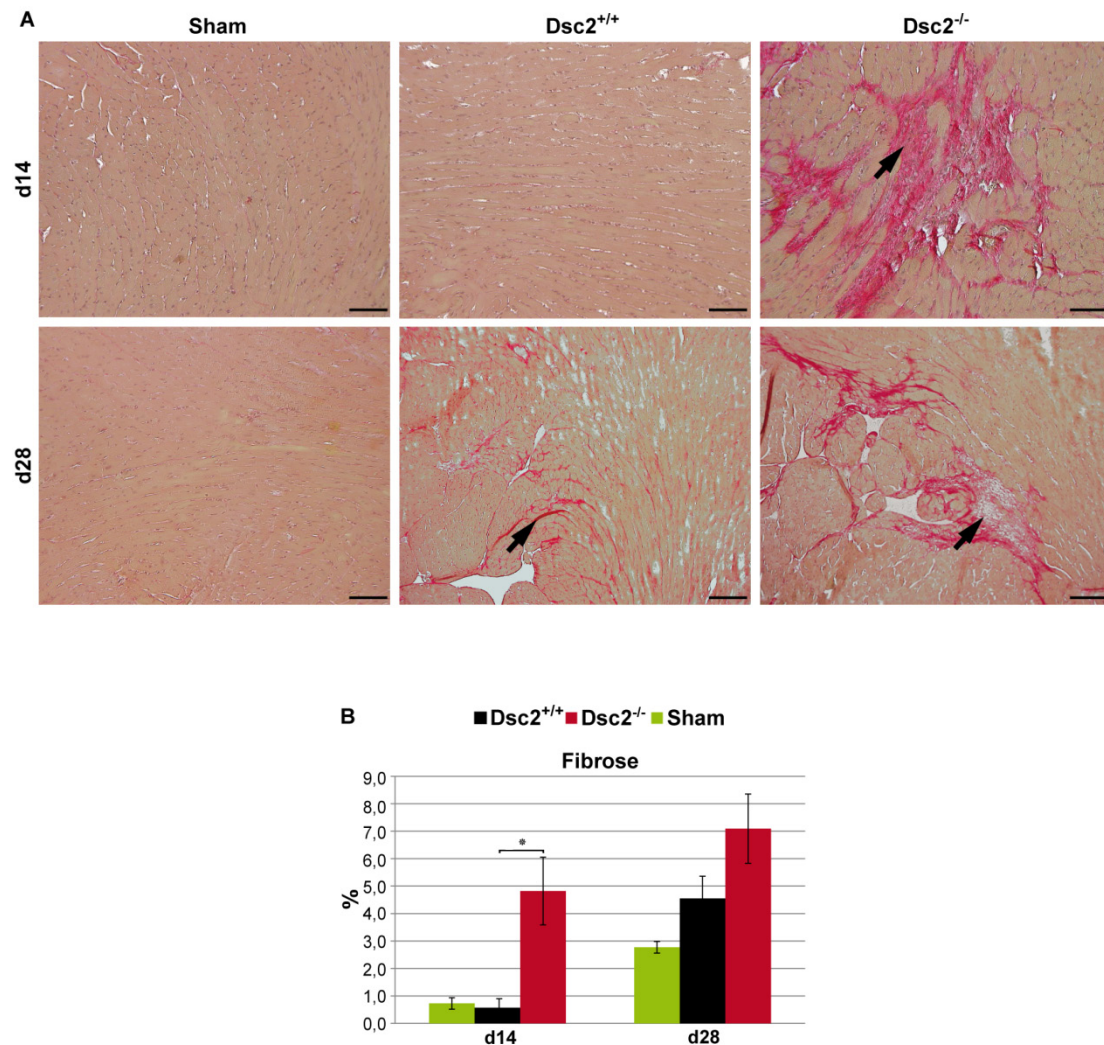 A
Sham
Dsc2+/+
Dsc2-/-
d14
d28
B
Dsc2+/+ Dsc2-/- Sham
Fibrose
9,0
8,0
7,0
6,0
5,0
4,0
3,0
2,0
1,0
0,0
%
*
d14
d28